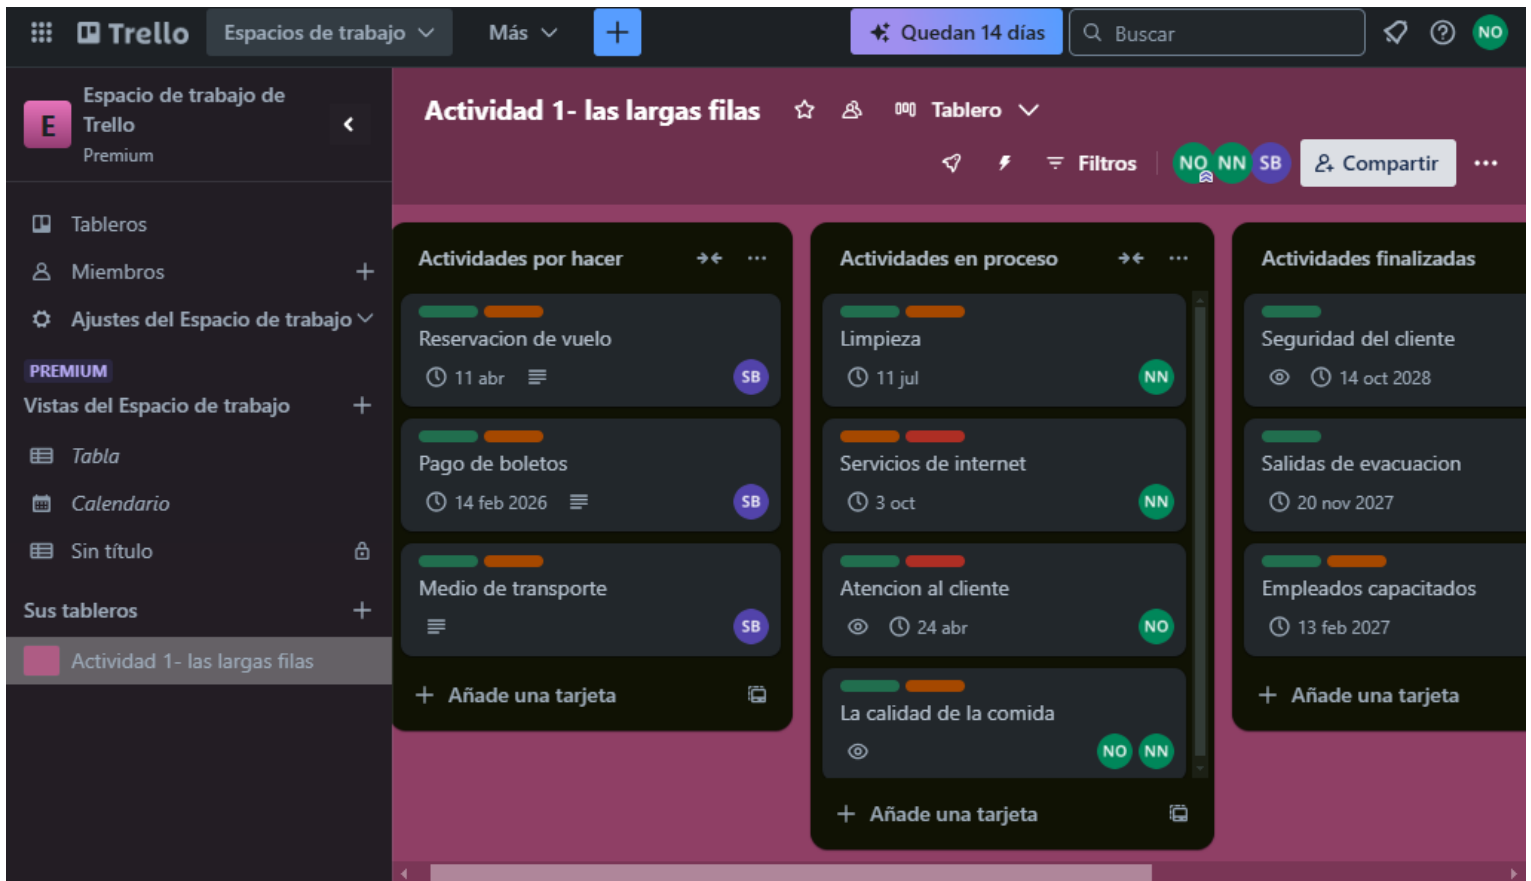 Trello
Espacios de trabajo
Más
Quedan 14 días
Buscar
NO
E
Espacio de trabajo de
Trello
Premium
Tableros
Miembros
Ajustes del Espacio de trabajo
PREMIUM
Vistas del Espacio de trabajo
Tabla
Calendario
Sin título
Sus tableros
Actividad 1- las largas filas
Actividad 1- las largas filas
Tablero
Filtros
NO NN SB
Compartir
Actividades por hacer
Reservacion de vuelo
11 abr
SB
Pago de boletos
14 feb 2026
SB
Medio de transporte
SB
Añade una tarjeta
Actividades en proceso
Limpieza
11 jul
NN
Servicios de internet
3 oct
NN
Atencion al cliente
24 abr
NO
La calidad de la comida
NO NN
Añade una tarjeta
Actividades finalizadas
Seguridad del cliente
14 oct 2028
Salidas de evacuacion
20 nov 2027
Empleados capacitados
13 feb 2027
Añade una tarjeta